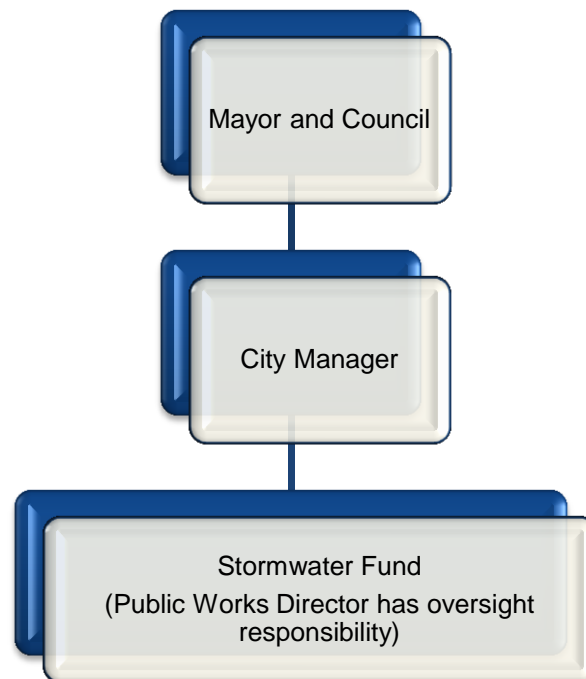 Mayor and Council
City Manager
Stormwater Fund
(Public Works Director has oversight
responsibility)